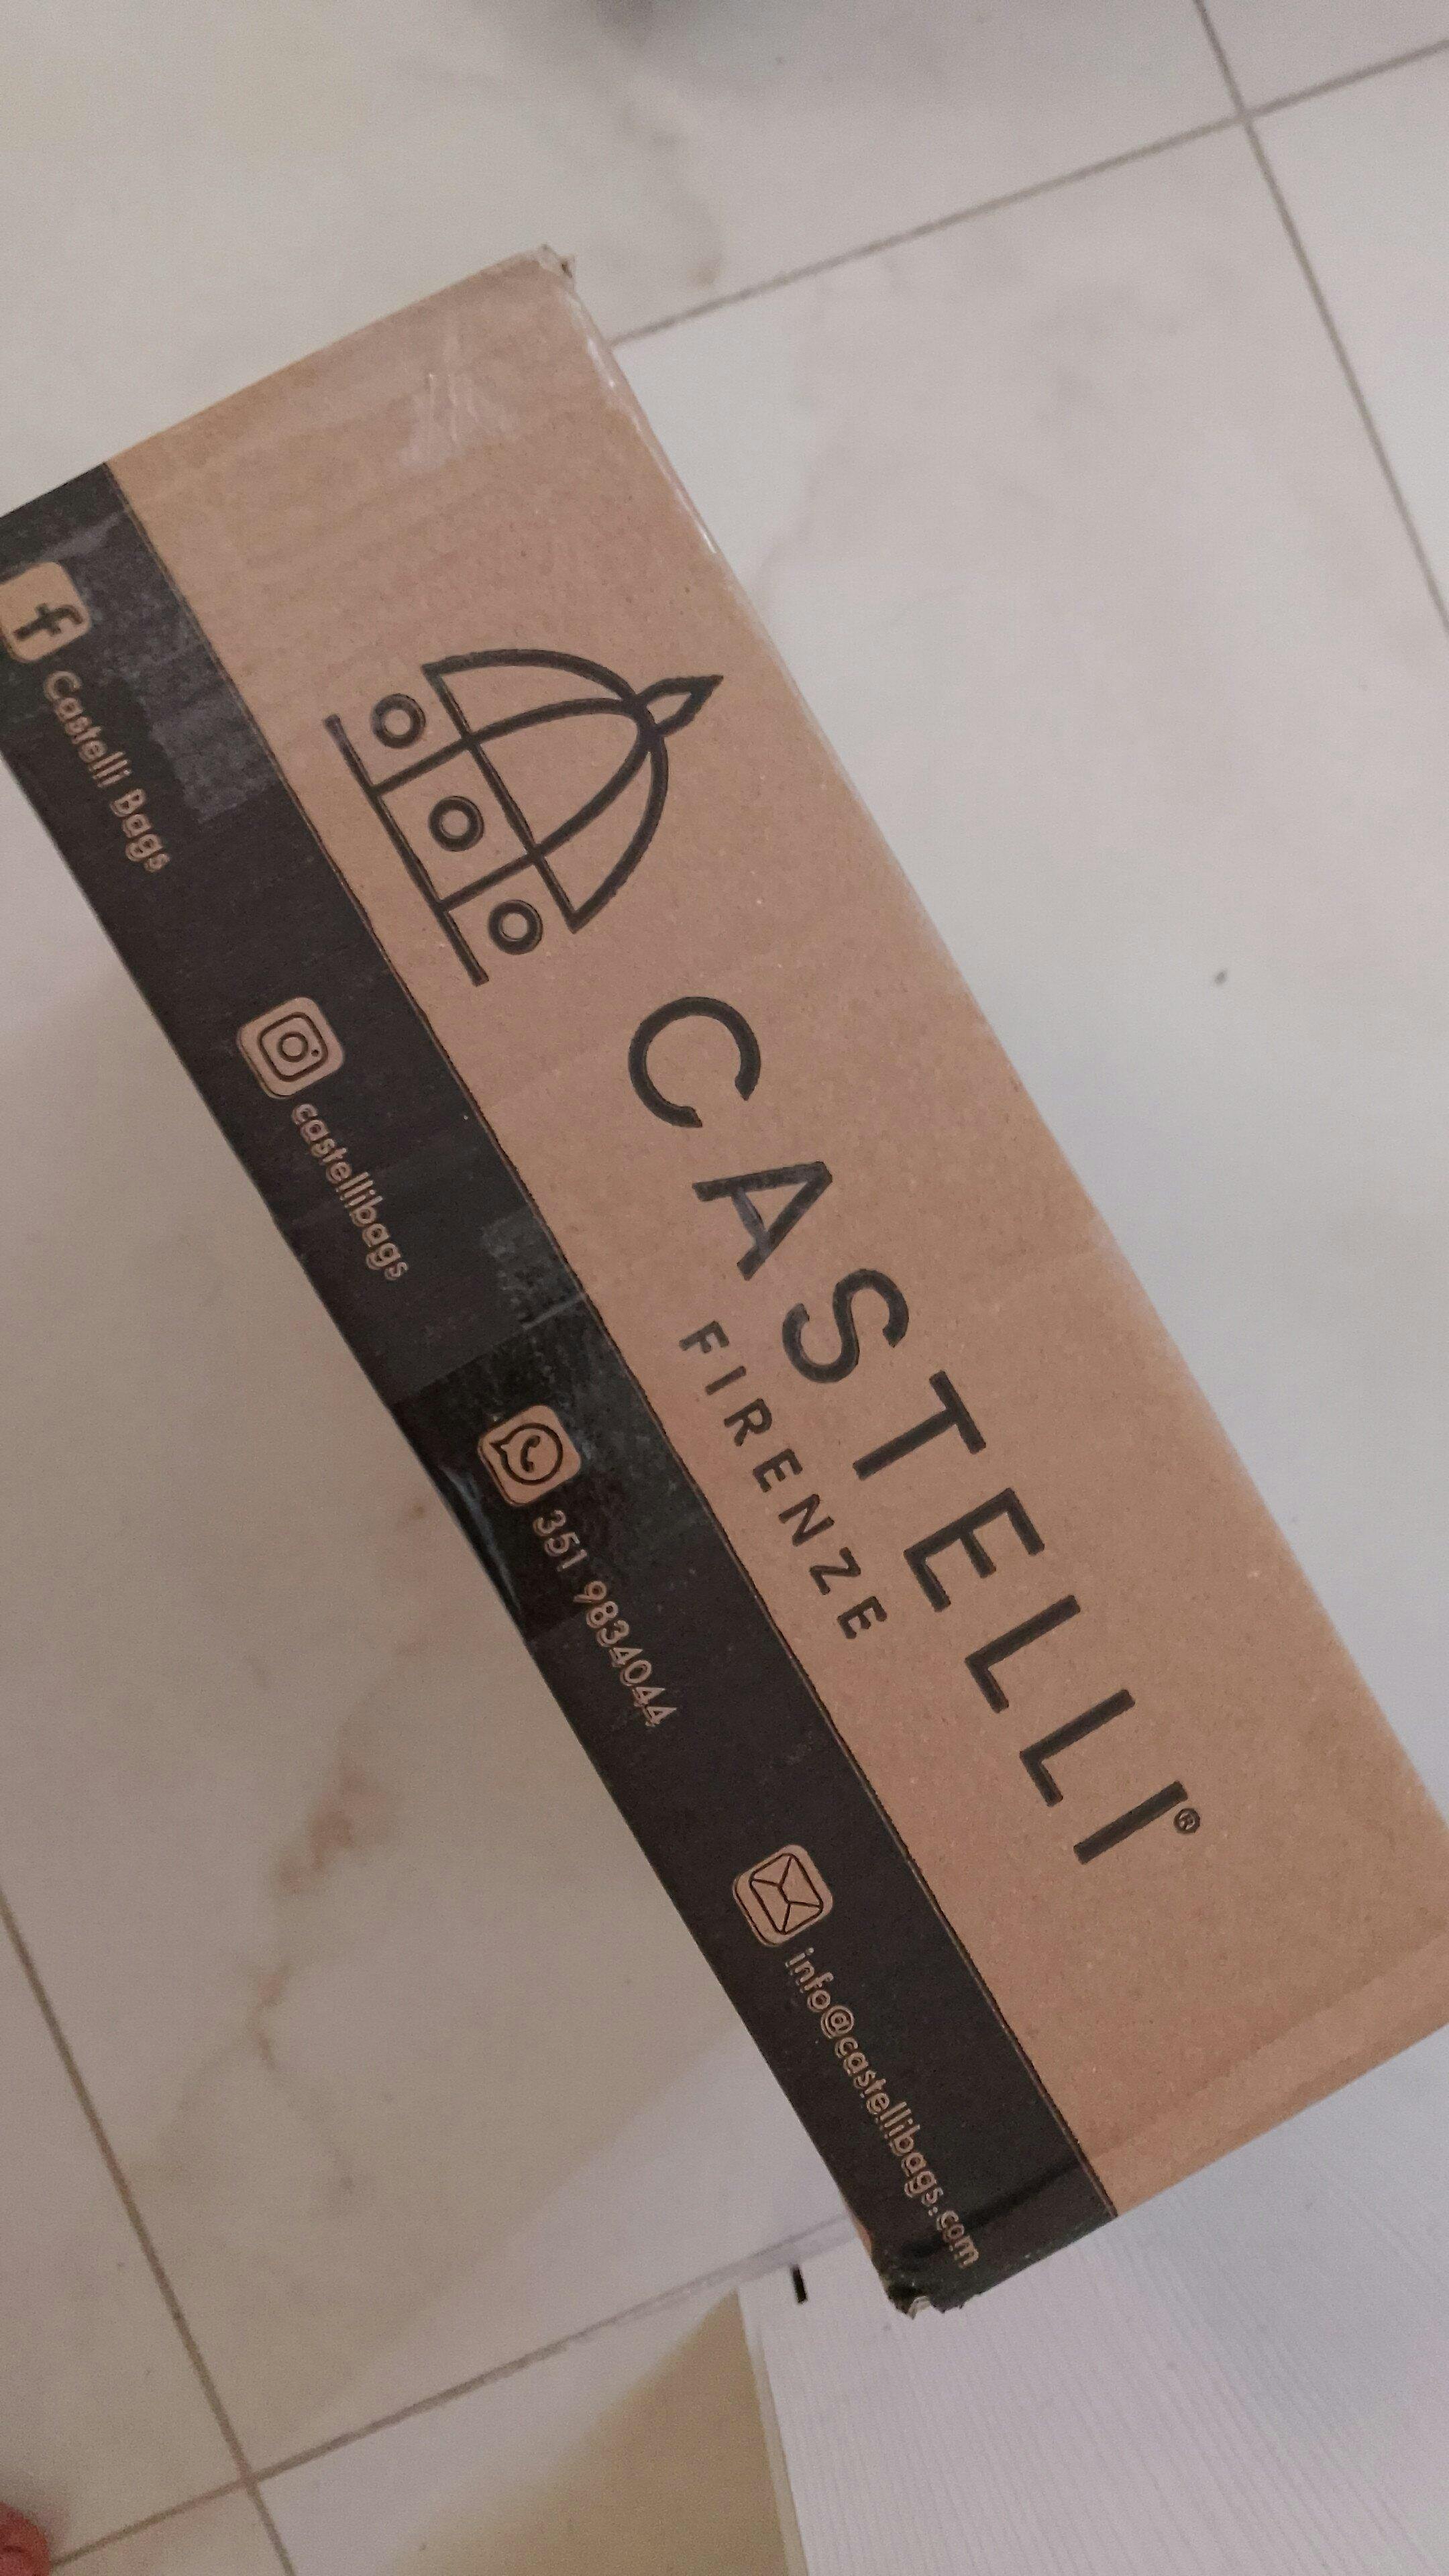 CASTELLI®
FIRENZE
Castelli Bags
castellibags
351 9834044
info@castellibags.com